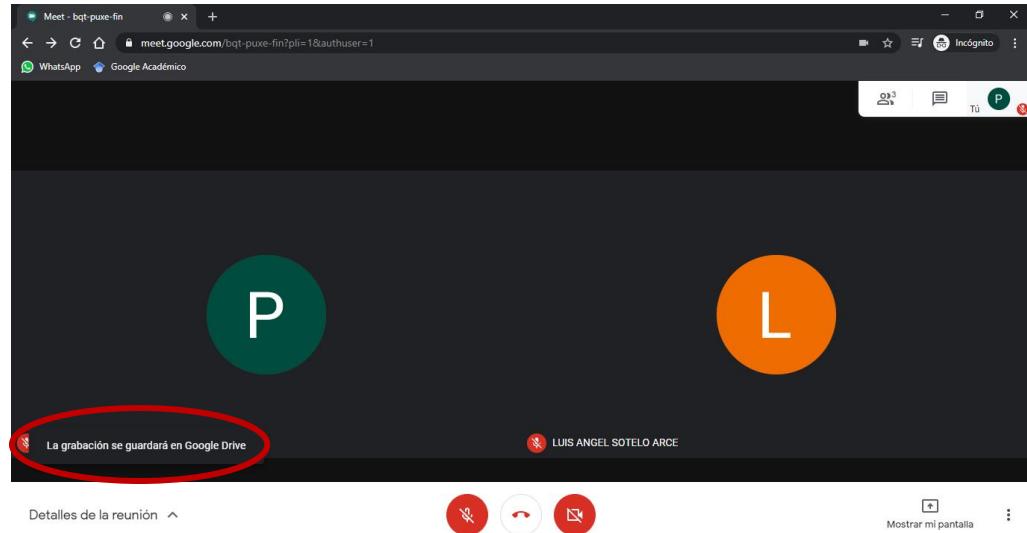 Meet - bqt-puxe-fin
meet.google.com/bqt-puxe-fin?pli=1&authuser=1
Incógnito
WhatsApp
Google Académico
3
Tú
P
P
L
La grabación se guardará en Google Drive
LUIS ANGEL SOTELO ARCE
Detalles de la reunión
Mostrar mi pantalla